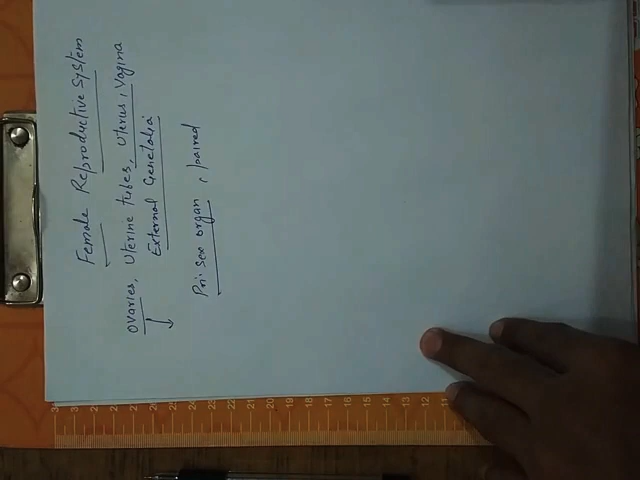 Female Reproductive System
Ovaries, Uterine tubes, Uterus, Vagina
External Genetalia
Pri. sex organ, paired